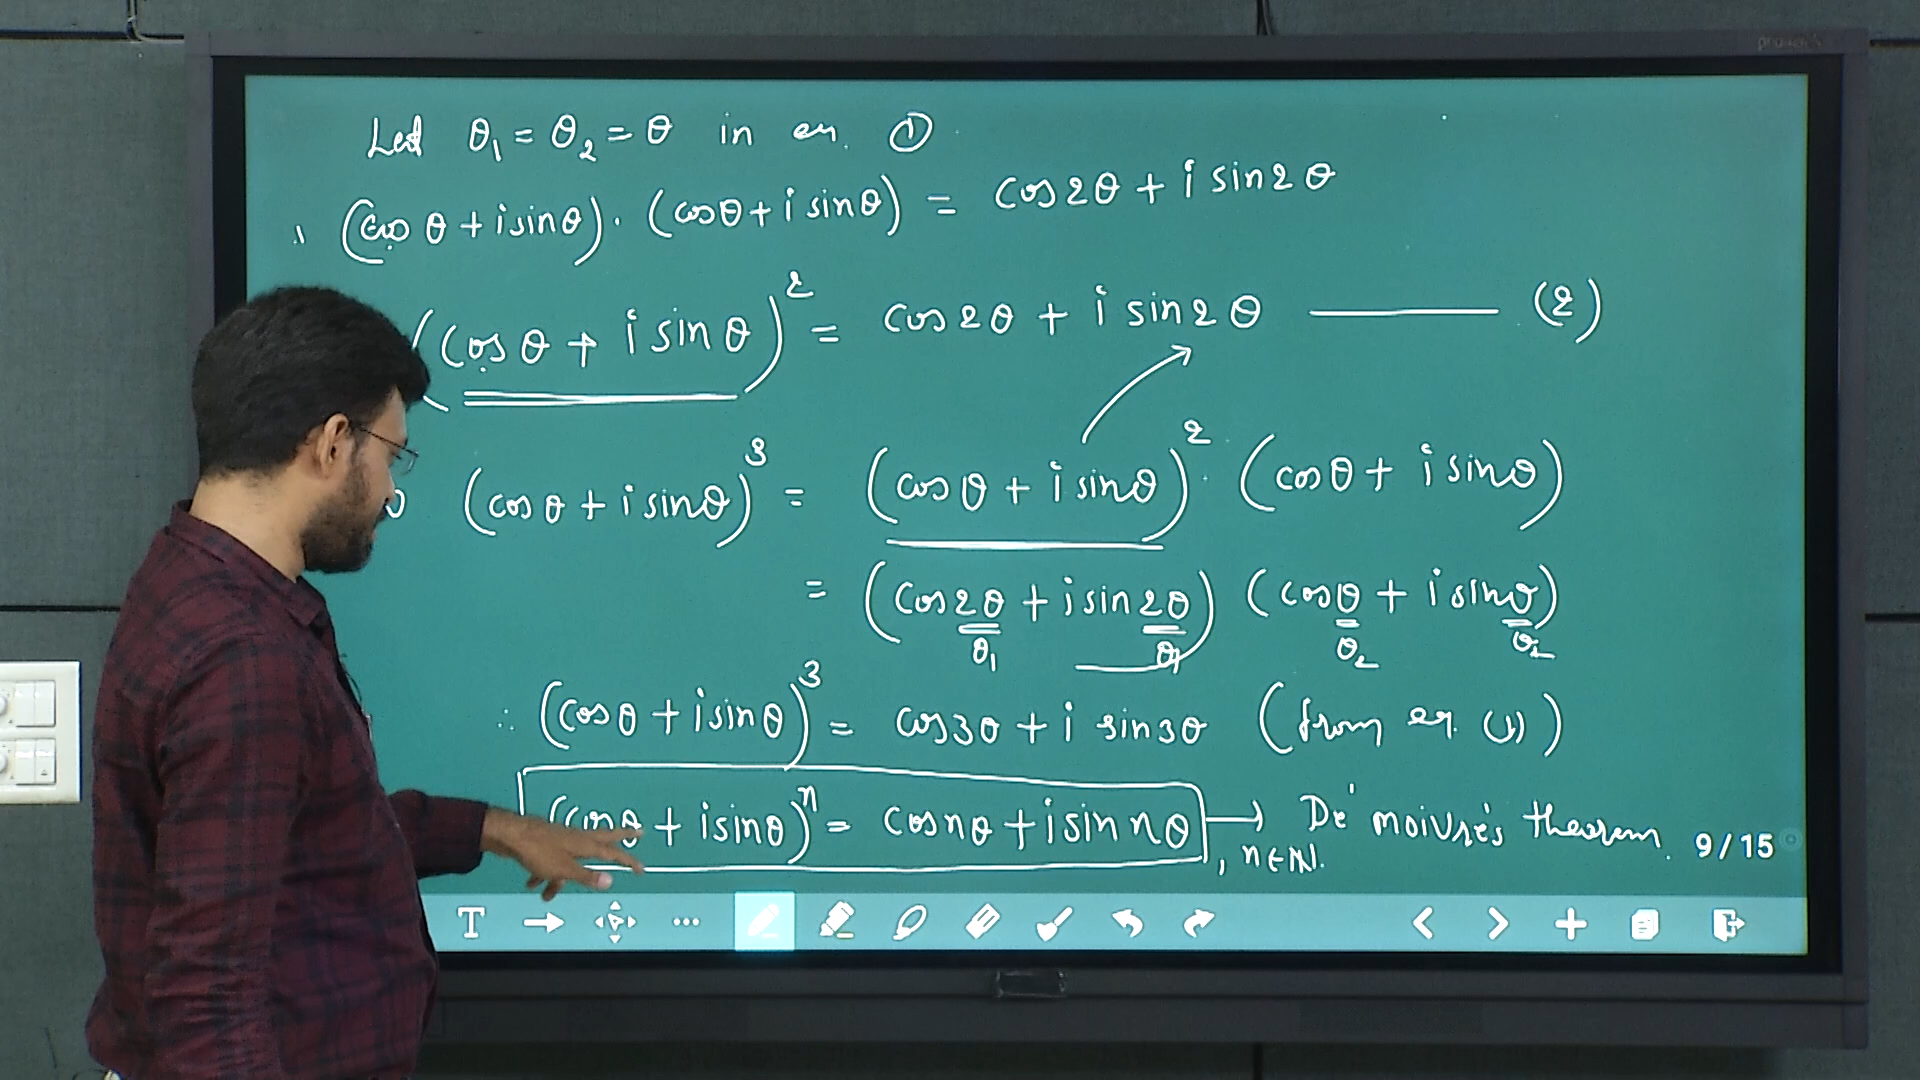 Let θ₁ = θ₂ = θ in eq. ①
∴ (cos θ + i sin θ) · (cos θ + i sin θ) = cos 2θ + i sin 2θ
(cos θ + i sin θ)² = cos 2θ + i sin 2θ —— (2)
(cos θ + i sin θ)³ = (cos θ + i sin θ)² · (cos θ + i sin θ)
= (cos 2θ + i sin 2θ) (cos θ + i sin θ)
θ₁ θ₁ θ₂ θ₂
∴ (cos θ + i sin θ)³ = cos 3θ + i sin 3θ (from eq. (1))
(cos θ + i sin θ)ⁿ = cos nθ + i sin nθ → De' moivre's theorem
, n ∈ ℕ.
9/15
T